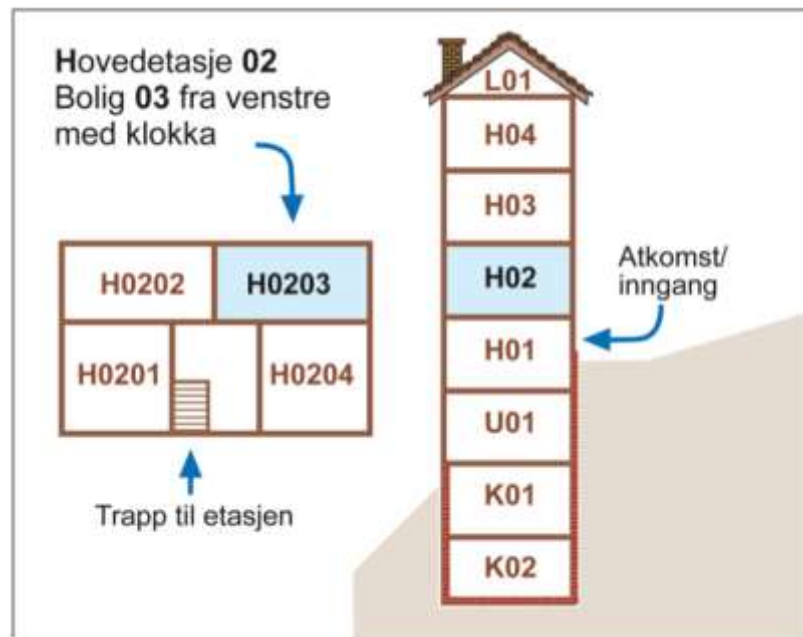 Hovedetasje 02
Bolig 03 fra venstre
med klokka
H0202
H0203
H0201
H0204
Trapp til etasjen
L01
H04
H03
H02
H01
U01
K01
K02
Atkomst/
inngang